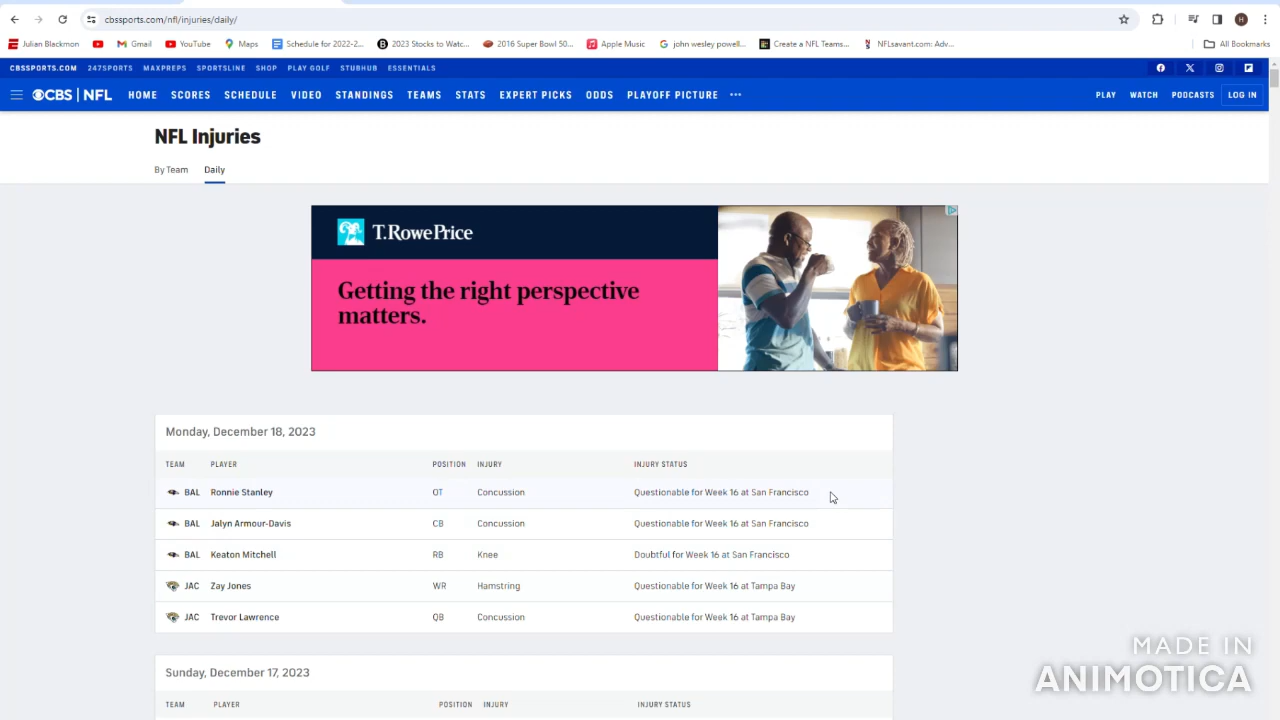 cbssports.com/nfl/injuries/daily/
H
Julian Blackmon Gmail YouTube Maps Schedule for 2022-2... 2023 Stocks to Watc... 2016 Super Bowl 50... Apple Music john wesley powell... Create a NFL Teams... NFLsavant.com: Adv... All Bookmarks
CBSSPORTS.COM 247SPORTS MAXPREPS SPORTSLINE SHOP PLAY GOLF STUBHUB ESSENTIALS
CBS NFL HOME SCORES SCHEDULE VIDEO STANDINGS TEAMS STATS EXPERT PICKS ODDS PLAYOFF PICTURE ••• PLAY WATCH PODCASTS LOG IN
NFL Injuries
By Team Daily
T.RowePrice
Getting the right perspective
matters.
Monday, December 18, 2023
TEAM PLAYER POSITION INJURY INJURY STATUS
BAL Ronnie Stanley OT Concussion Questionable for Week 16 at San Francisco
BAL Jalyn Armour-Davis CB Concussion Questionable for Week 16 at San Francisco
BAL Keaton Mitchell RB Knee Doubtful for Week 16 at San Francisco
JAC Zay Jones WR Hamstring Questionable for Week 16 at Tampa Bay
JAC Trevor Lawrence QB Concussion Questionable for Week 16 at Tampa Bay
Sunday, December 17, 2023
TEAM PLAYER POSITION INJURY INJURY STATUS
MADE IN
ANIMOTICA